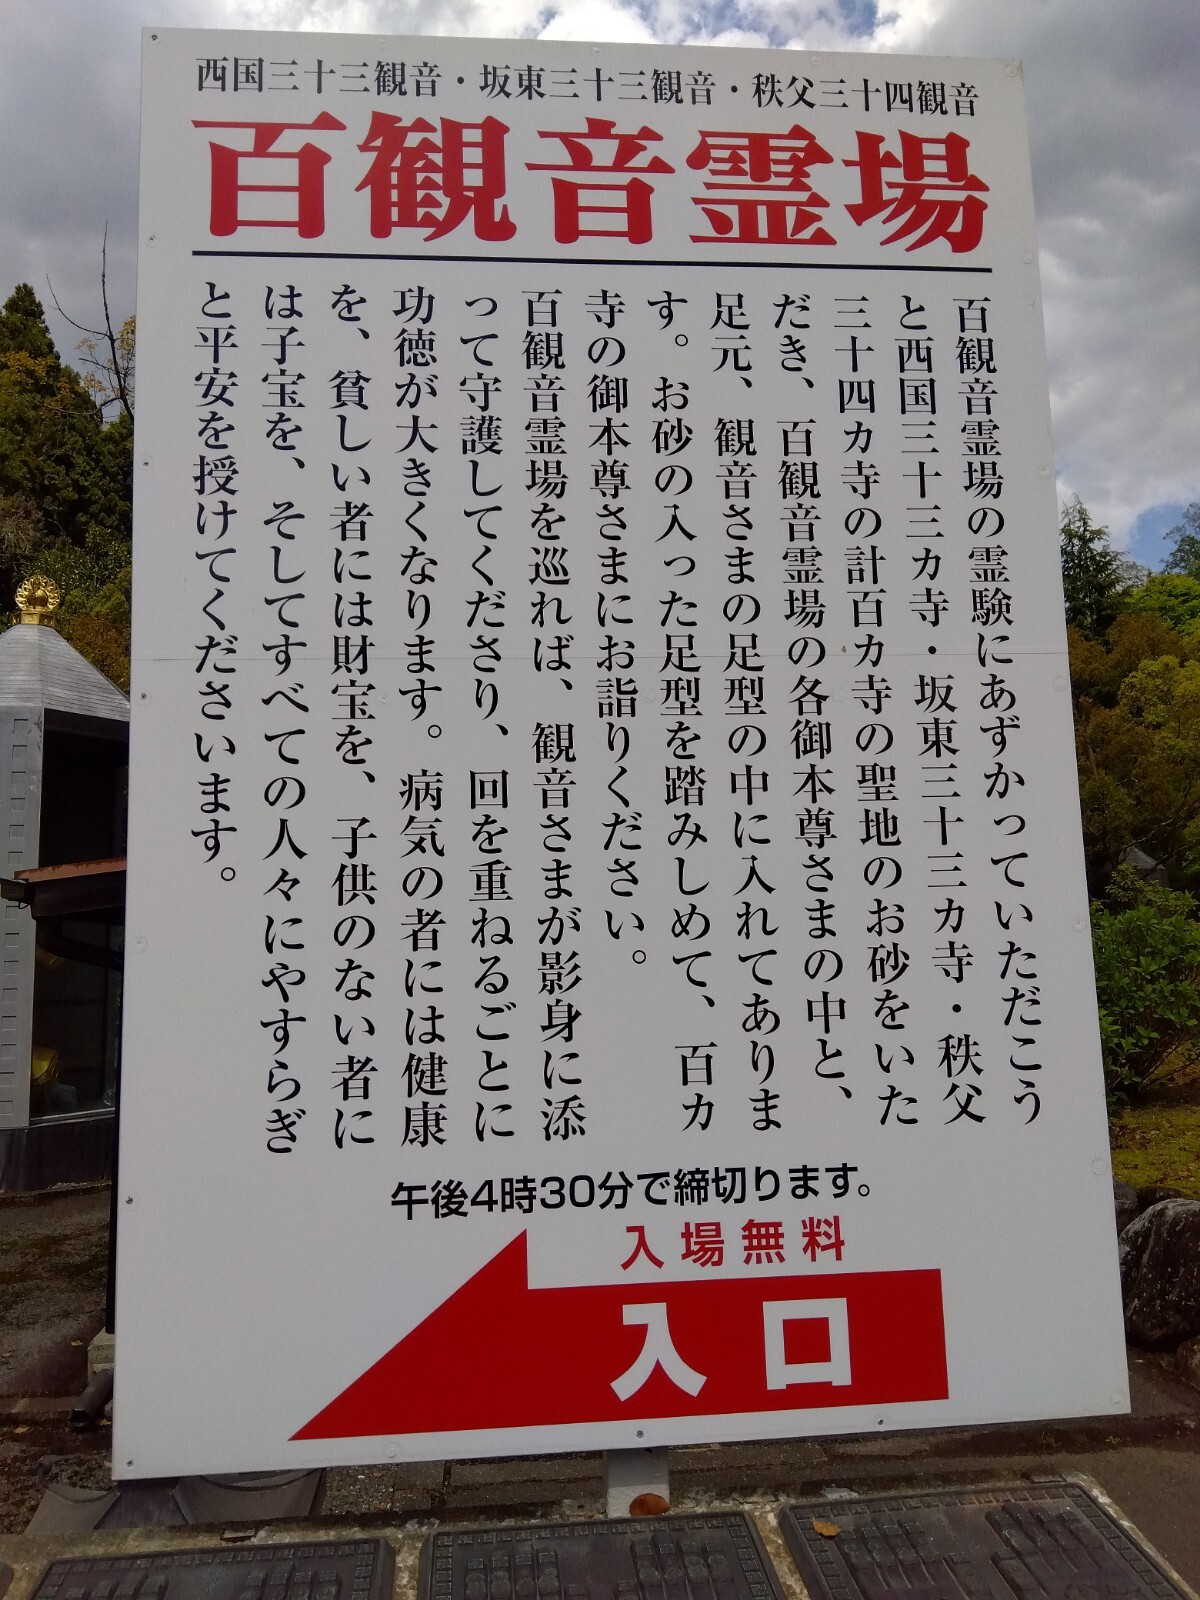 西国三十三観音・坂東三十三観音・秩父三十四観音
百観音霊場
百観音霊場の霊験にあずかっていただこう
と西国三十三カ寺・坂東三十三カ寺・秩父
三十四カ寺の計百カ寺の聖地のお砂をいた
だき、百観音霊場の各御本尊さまの中と、
足元、観音さまの足型の中に入れてありま
す。お砂の入った足型を踏みしめて、百カ
寺の御本尊さまにお詣りください。
百観音霊場を巡れば、観音さまが影身に添
って守護してくださり、回を重ねるごとに
功徳が大きくなります。病気の者には健康
を、貧しい者には財宝を、子供のない者に
は子宝を、そしてすべての人々にやすらぎ
と平安を授けてくださいます。
午後4時30分で締切ります。
入場無料
入口